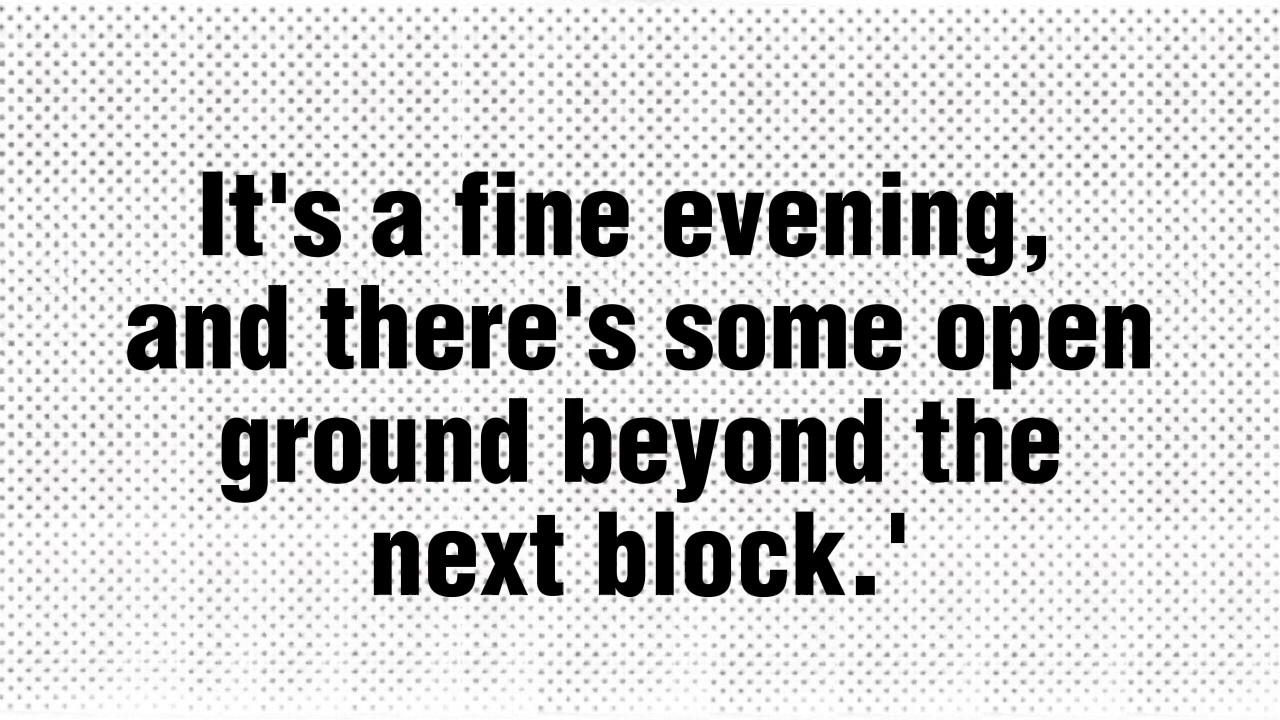 It's a fine evening,
and there's some open
ground beyond the
next block.'